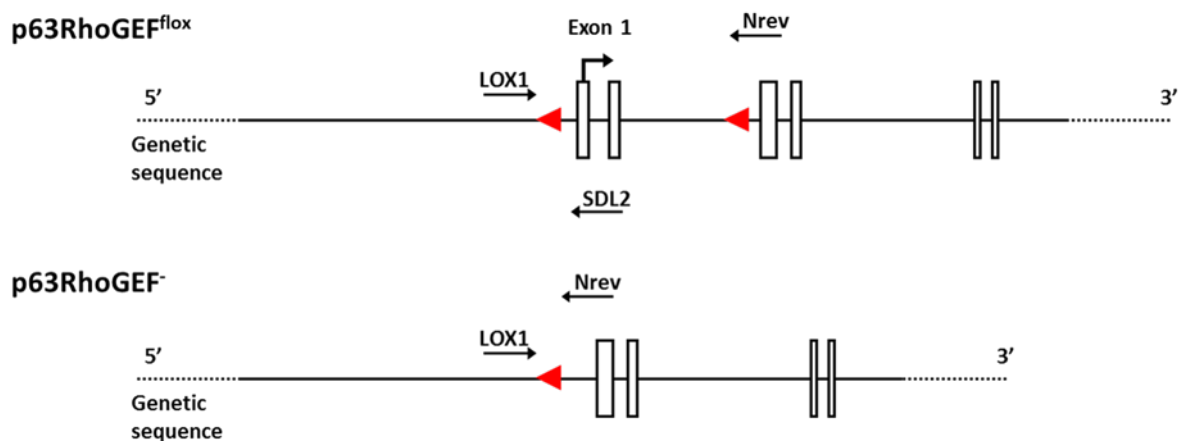 p63RhoGEFflox
Exon 1
Nrev
LOX1
5’
3’
Genetic
sequence
SDL2
p63RhoGEF-
Nrev
LOX1
5’
3’
Genetic
sequence